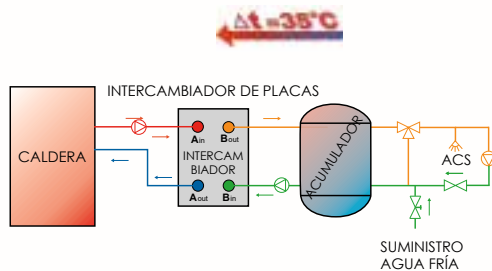 Δt =35°C
INTERCAMBIADOR DE PLACAS
CALDERA
Ain
Bout
INTERCAM
BIADOR
Aout
Bin
ACUMULADOR
ACS
SUMINISTRO
AGUA FRÍA